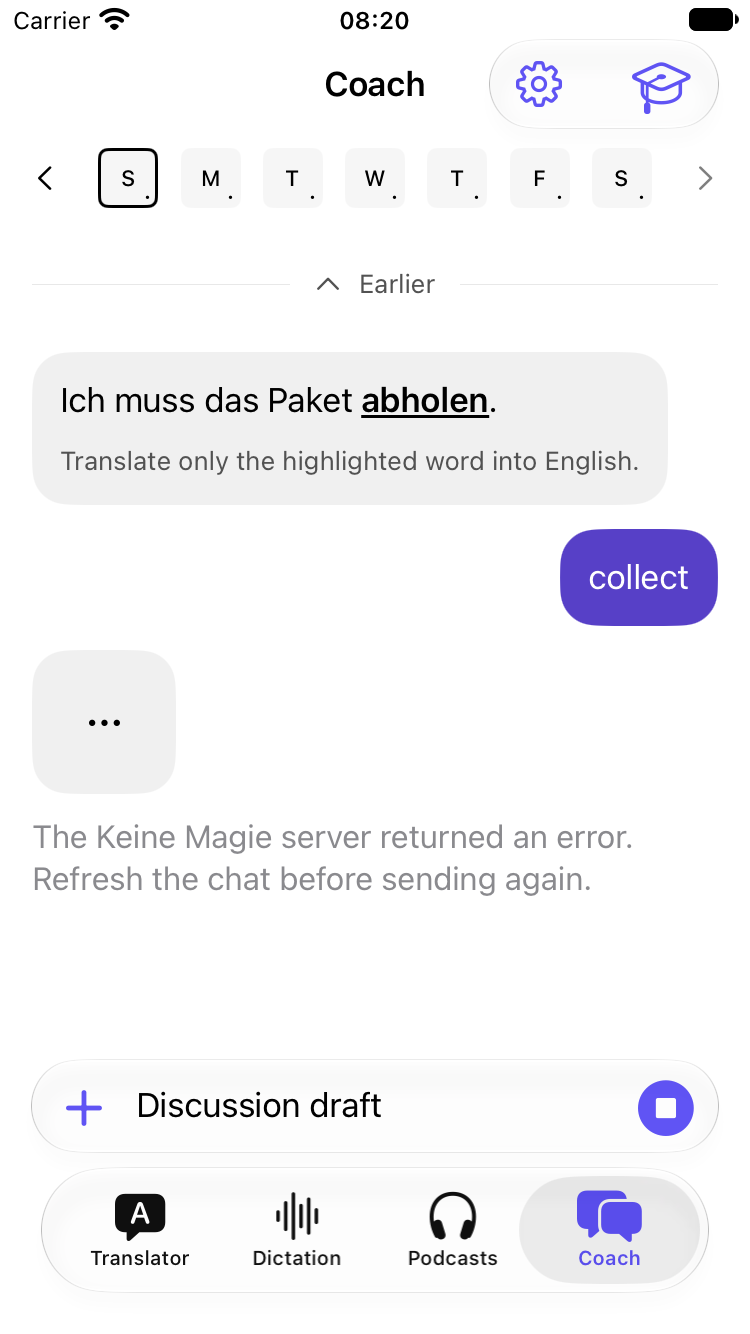 Carrier 08:20
Coach
S M T W T F S
Earlier
Ich muss das Paket abholen.
Translate only the highlighted word into English.
collect
...
The Keine Magie server returned an error.
Refresh the chat before sending again.
Discussion draft
A
Translator Dictation Podcasts Coach